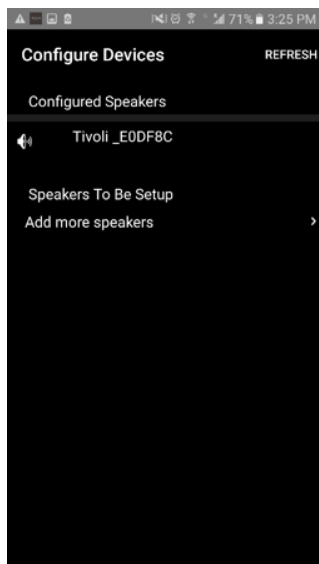 71% 3:25 PM
Configure Devices REFRESH
Configured Speakers
Tivoli _E0DF8C
Speakers To Be Setup
Add more speakers